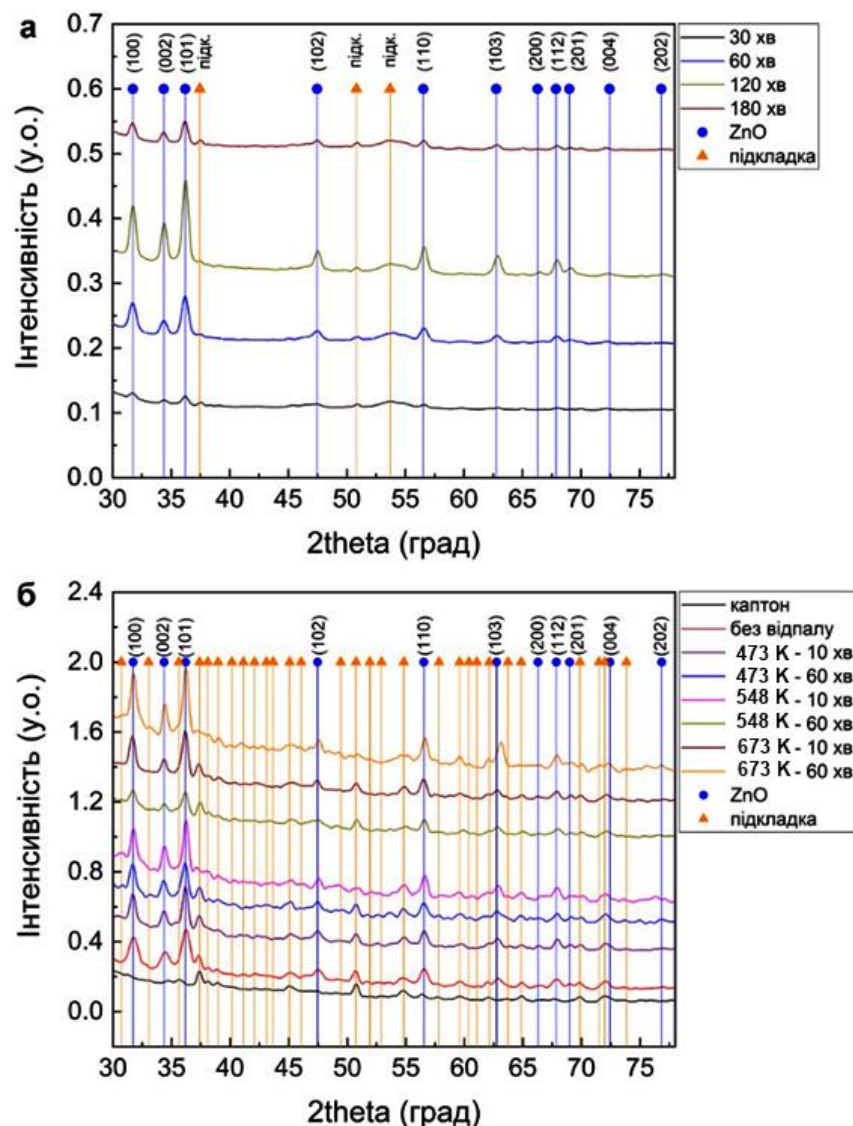 а
0.7
0.6
0.5
0.4
0.3
0.2
0.1
0.0
Інтенсивність (у.о.)
(100)
(002)
(101)
підк.
(102)
підк.
підк.
(110)
(103)
(200)
(112)
(201)
(004)
(202)
30 хв
60 хв
120 хв
180 хв
ZnO
підкладка
30 35 40 45 50 55 60 65 70 75
2theta (град)
б
2.4
2.0
1.6
1.2
0.8
0.4
0.0
Інтенсивність (у.о.)
(100)
(002)
(101)
(102)
(110)
(103)
(200)
(112)
(201)
(004)
(202)
каптон
без відпалу
473 K - 10 хв
473 K - 60 хв
548 K - 10 хв
548 K - 60 хв
673 K - 10 хв
673 K - 60 хв
ZnO
підкладка
30 35 40 45 50 55 60 65 70 75
2theta (град)